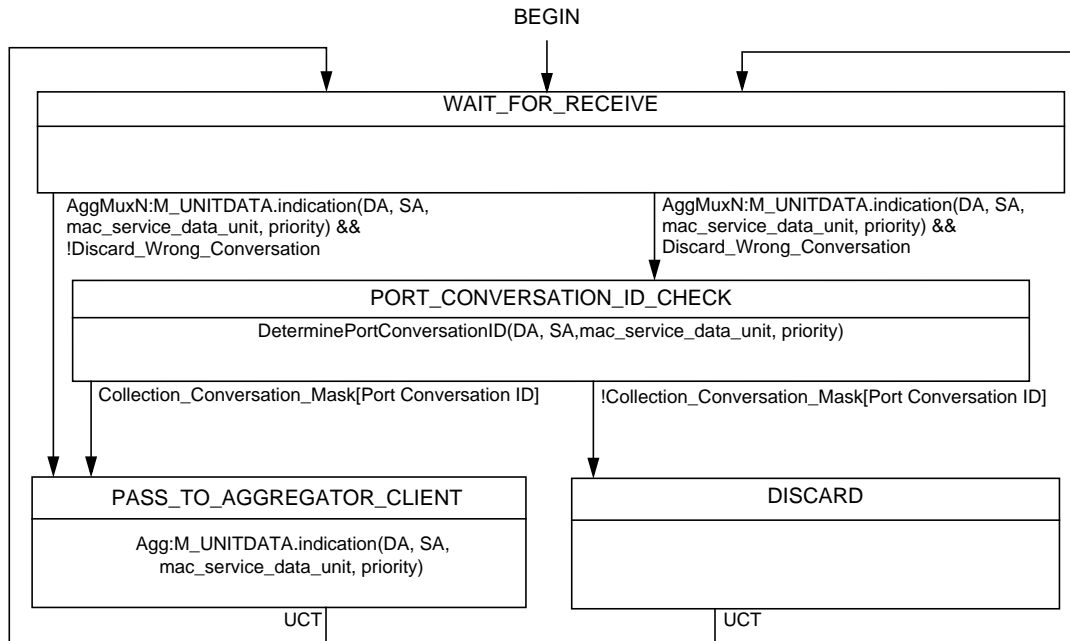 BEGIN
WAIT_FOR_RECEIVE
AggMuxN:M_UNITDATA.indication(DA, SA,
mac_service_data_unit, priority) &&
!Discard_Wrong_Conversation
AggMuxN:M_UNITDATA.indication(DA, SA,
mac_service_data_unit, priority) &&
Discard_Wrong_Conversation
PORT_CONVERSATION_ID_CHECK
DeterminePortConversationID(DA, SA,mac_service_data_unit, priority)
Collection_Conversation_Mask[Port Conversation ID]
!Collection_Conversation_Mask[Port Conversation ID]
PASS_TO_AGGREGATOR_CLIENT
Agg:M_UNITDATA.indication(DA, SA,
mac_service_data_unit, priority)
DISCARD
UCT
UCT